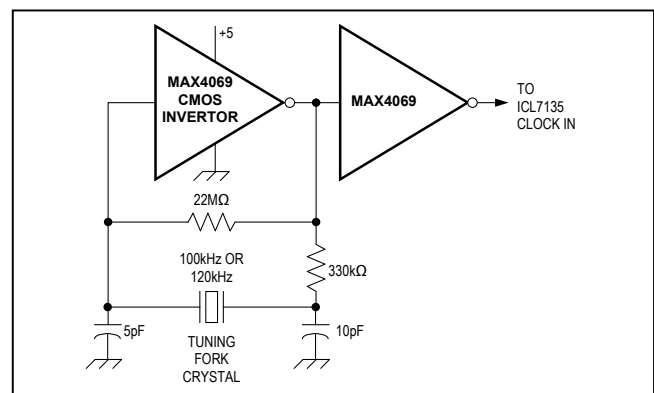 +5
MAX4069
CMOS
INVERTOR
MAX4069
TO
ICL7135
CLOCK IN
22MΩ
100kHz OR
120kHz
330kΩ
5pF
10pF
TUNING
FORK
CRYSTAL